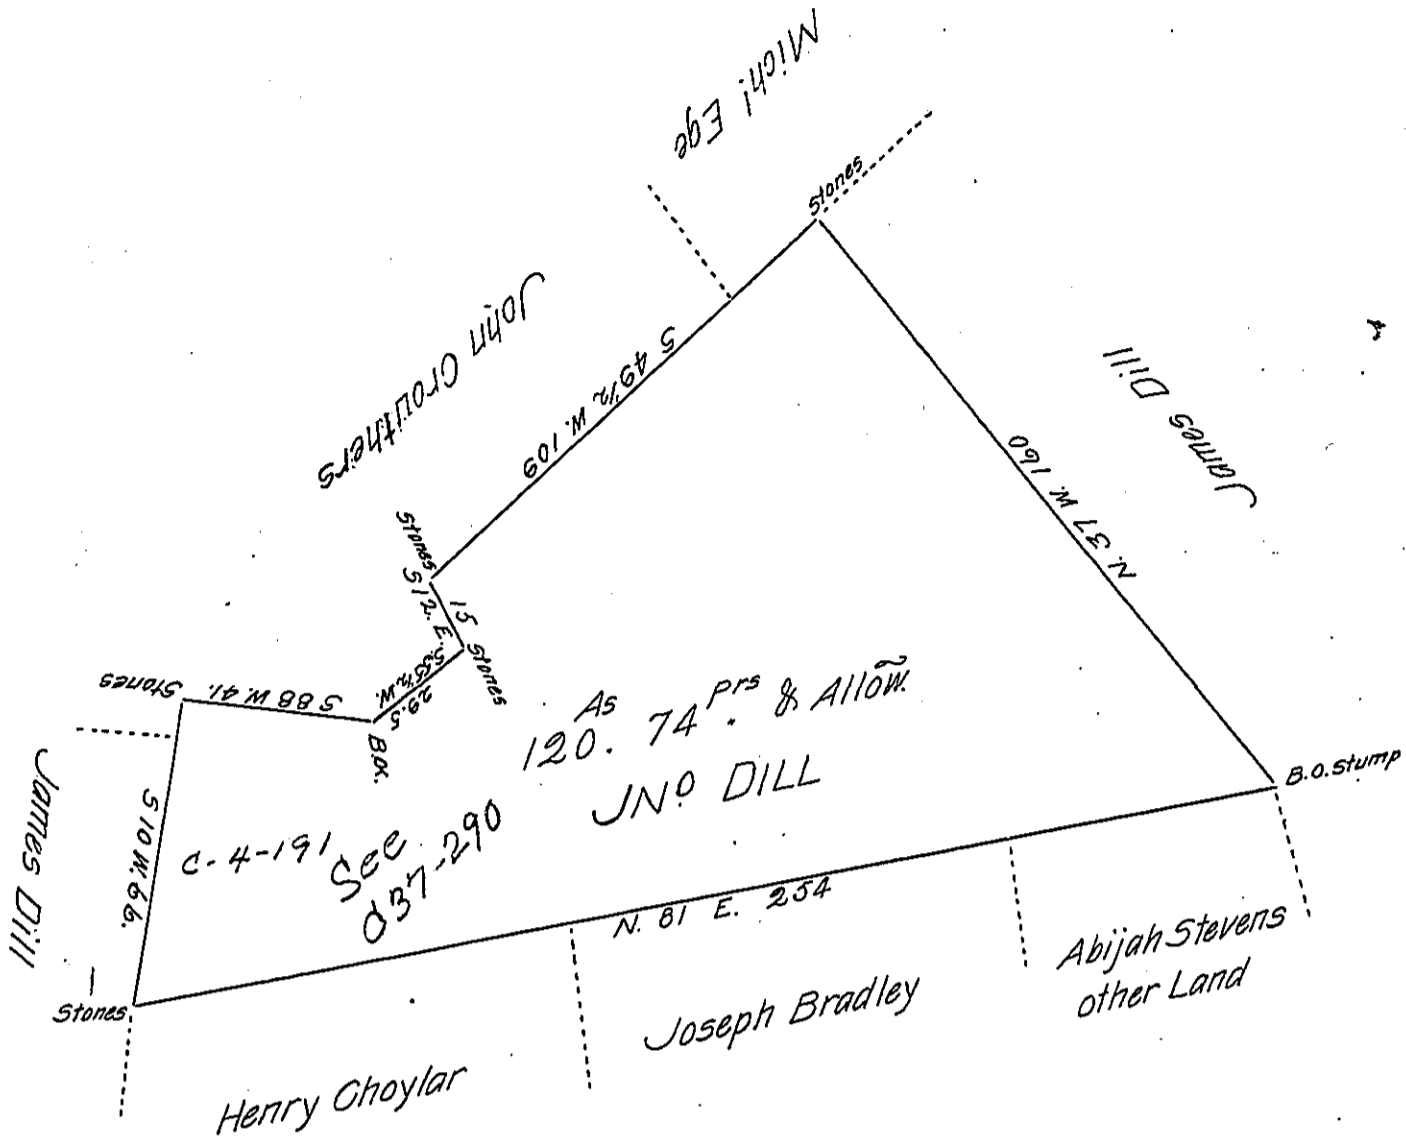 Mich! Ege
Stones
John Crouthers
S 49½ W. 109
James Dill
N. 37 W. 160
Stones
S 12. E. 15
Stones
S. 55½ W.
29.5
Stones
S 88 W. 41.
B.O.
As prs
120. 74 . & Allow.
JNO DILL
B.O. Stump
James Dill
S 10 W. 66.
C-4-191
See
d37-290
N. 81 E. 254
1
Stones
Abijah Stevens
other Land
Joseph Bradley
Henry Choylar